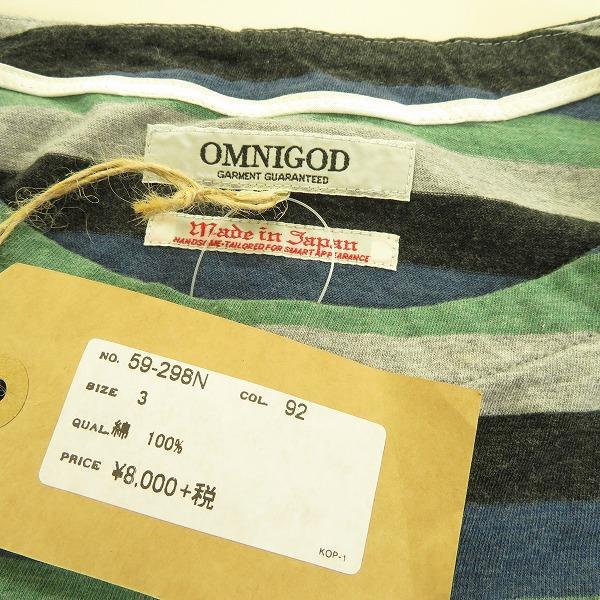 OMNIGOD
GARMENT GUARANTEED
Made in Japan
HANDSOME-TAILORED FOR SMART APPEARANCE
NO. 59-298N COL. 92
SIZE 3
QUAL. 綿 100%
PRICE ¥8,000+税
KOP-1